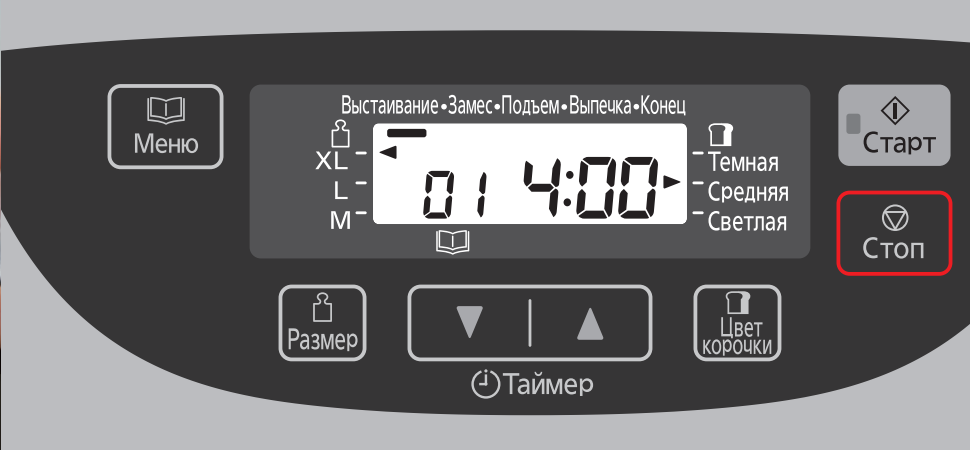 Выстаивание•Замес•Подъем•Выпечка•Конец
Меню
Старт
XL
L
M
01 4:00
Темная
Средняя
Светлая
Стоп
Размер
Цвет
корочки
Таймер